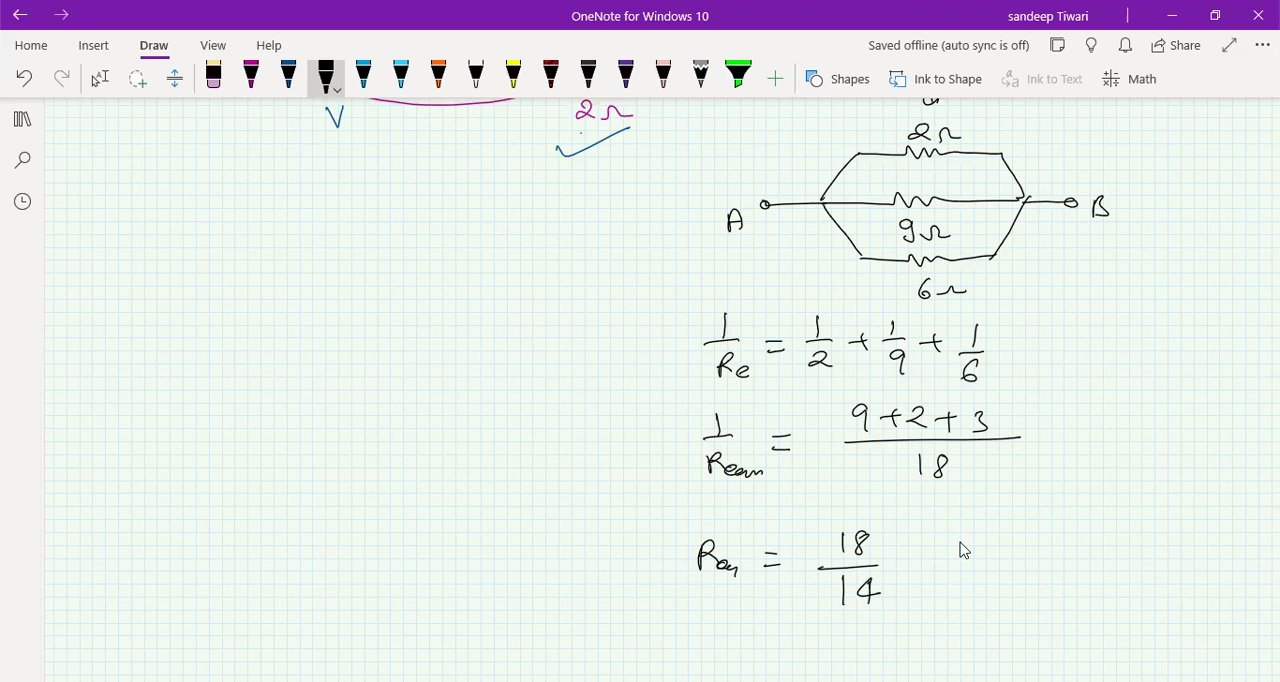 OneNote for Windows 10
sandeep Tiwari
Home Insert Draw View Help
Saved offline (auto sync is off) Share
Shapes Ink to Shape Ink to Text Math
2Ω
2Ω
A B
9Ω
6Ω
1/Re = 1/2 + 1/9 + 1/6
1/Reqn = 9+2+3/18
Req = 18/14